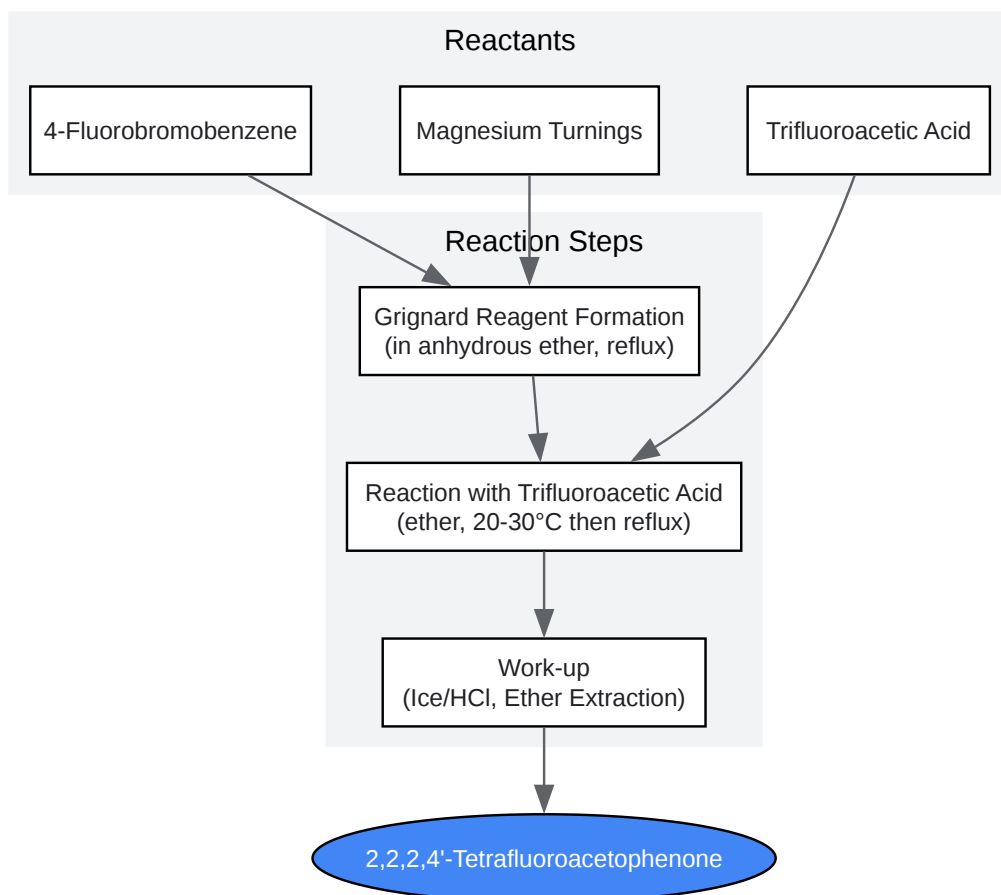 Reactants
4-Fluorobromobenzene
Magnesium Turnings
Trifluoroacetic Acid
Reaction Steps
Grignard Reagent Formation
(in anhydrous ether, reflux)
Reaction with Trifluoroacetic Acid
(ether, 20-30°C then reflux)
Work-up
(Ice/HCl, Ether Extraction)
2,2,2,4'-Tetrafluoroacetophenone